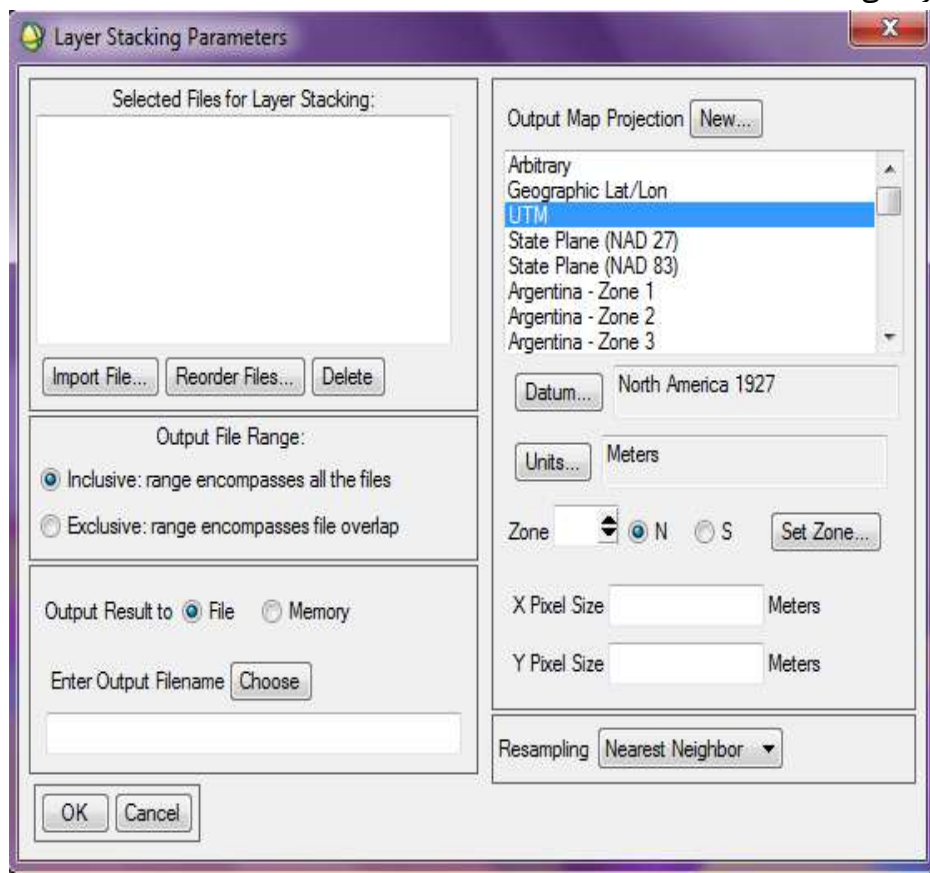 Layer Stacking Parameters
X
Selected Files for Layer Stacking:
Import File...
Reorder Files...
Delete
Output File Range:
Inclusive: range encompasses all the files
Exclusive: range encompasses file overlap
Output Result to File Memory
Enter Output Filename Choose
OK
Cancel
Output Map Projection New...
Arbitrary
Geographic Lat/Lon
UTM
State Plane (NAD 27)
State Plane (NAD 83)
Argentina - Zone 1
Argentina - Zone 2
Argentina - Zone 3
Datum... North America 1927
Units... Meters
Zone N S Set Zone...
X Pixel Size Meters
Y Pixel Size Meters
Resampling Nearest Neighbor